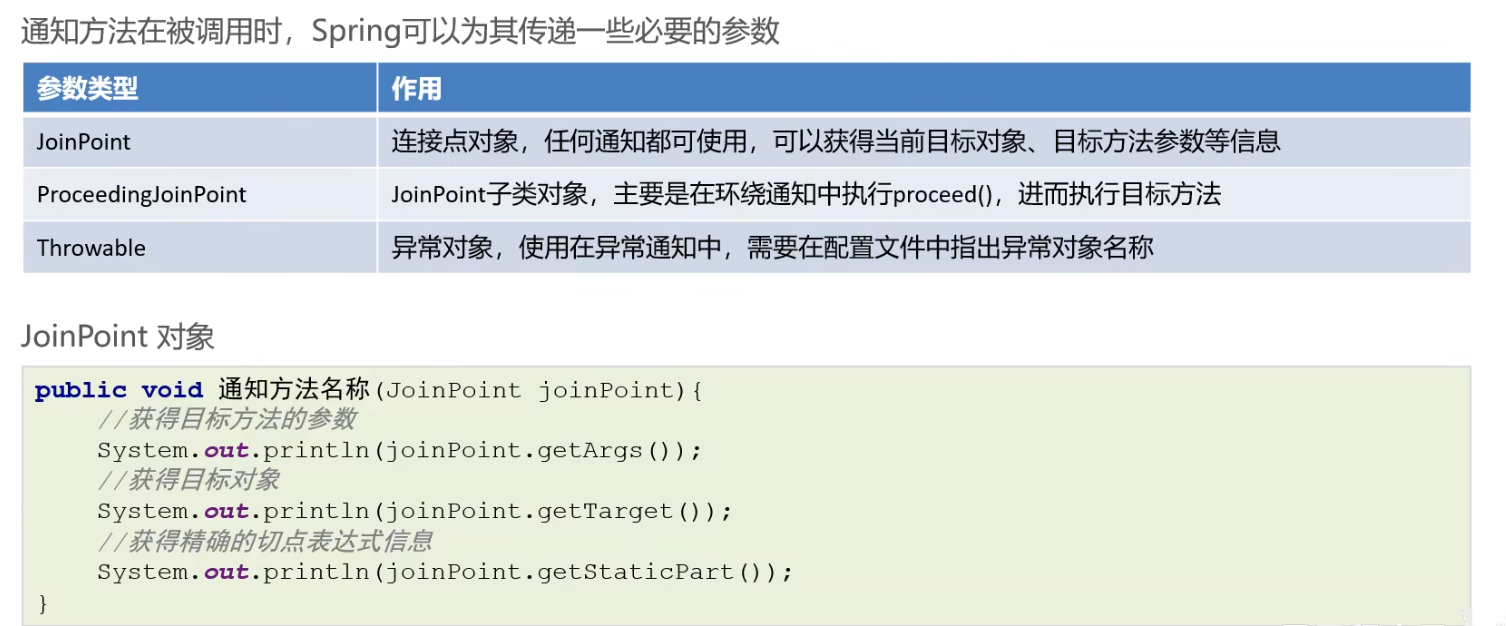 通知方法在被调用时，Spring可以为其传递一些必要的参数
参数类型 作用
JoinPoint 连接点对象，任何通知都可使用，可以获得当前目标对象、目标方法参数等信息
ProceedingJoinPoint JoinPoint子类对象，主要是在环绕通知中执行proceed()，进而执行目标方法
Throwable 异常对象，使用在异常通知中，需要在配置文件中指出异常对象名称
JoinPoint 对象
public void 通知方法名称(JoinPoint joinPoint){
//获得目标方法的参数
System.out.println(joinPoint.getArgs());
//获得目标对象
System.out.println(joinPoint.getTarget());
//获得精确的切点表达式信息
System.out.println(joinPoint.getStaticPart());
}